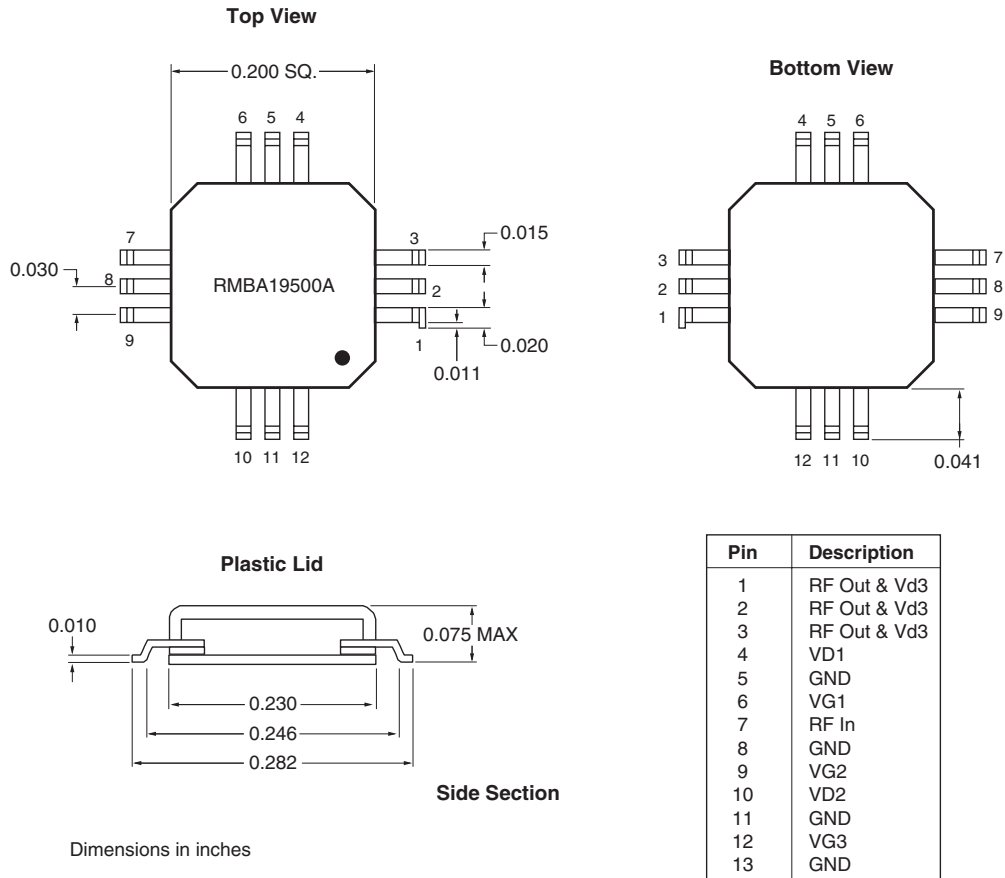 Top View
0.200 SQ.
6 5 4
7
8
9
0.030
RMBA19500A
3
2
1
0.015
0.020
0.011
10 11 12
Bottom View
4 5 6
3
2
1
7
8
9
12 11 10
0.041
Plastic Lid
0.010
0.075 MAX
0.230
0.246
0.282
Side Section
Dimensions in inches
Pin Description
1 RF Out & Vd3
2 RF Out & Vd3
3 RF Out & Vd3
4 VD1
5 GND
6 VG1
7 RF In
8 GND
9 VG2
10 VD2
11 GND
12 VG3
13 GND